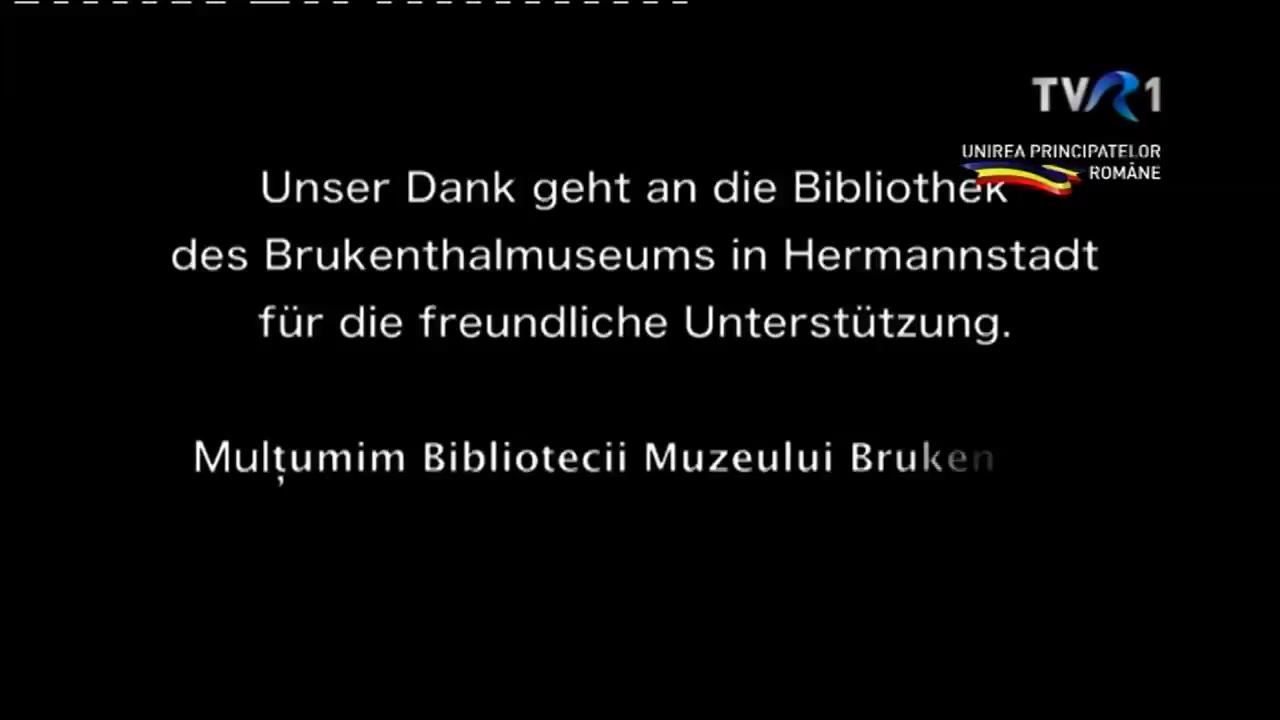 TVR1
UNIREA PRINCIPATELOR
ROMÂNE
Unser Dank geht an die Bibliothek
des Brukenthalmuseums in Hermannstadt
für die freundliche Unterstützung.
Mulțumim Bibliotecii Muzeului Bruken